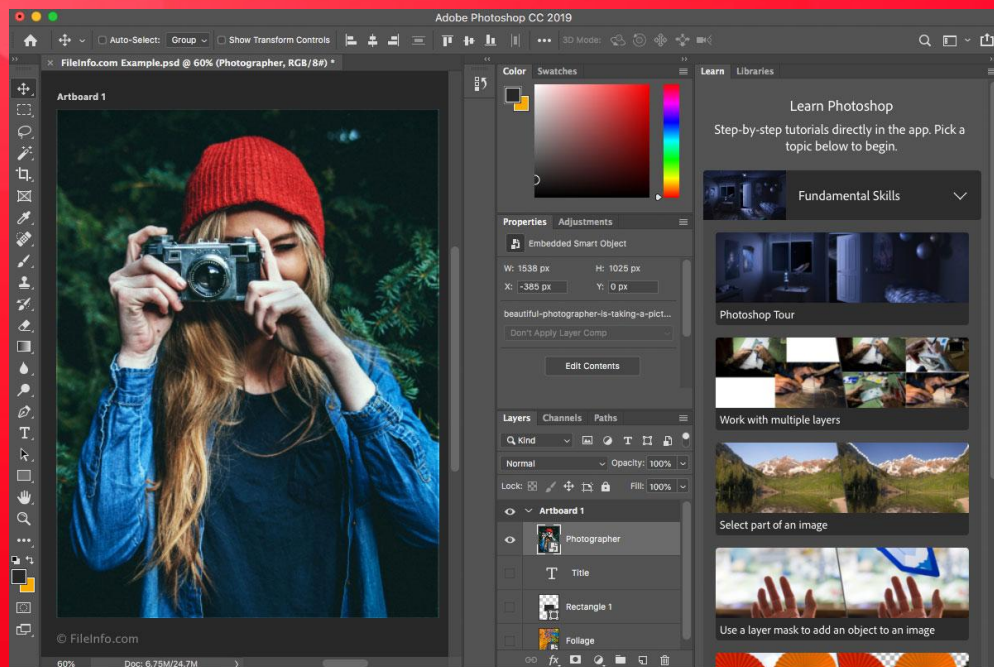 Adobe Photoshop CC 2019
Auto-Select: Group Show Transform Controls 3D Mode:
× FileInfo.com Example.psd @ 60% (Photographer, RGB/8#) *
Artboard 1
© FileInfo.com
60% Doc: 6.75M/24.7M
Color Swatches
Properties Adjustments
Embedded Smart Object
W: 1538 px H: 1025 px
X: -385 px Y: 0 px
beautiful-photographer-is-taking-a-pict...
Don't Apply Layer Comp
Edit Contents
Layers Channels Paths
Kind
Normal Opacity: 100%
Lock: Fill: 100%
Artboard 1
Photographer
T Title
Rectangle 1
Foliage
fx
Learn Libraries
Learn Photoshop
Step-by-step tutorials directly in the app. Pick a
topic below to begin.
Fundamental Skills
Photoshop Tour
Work with multiple layers
Select part of an image
Use a layer mask to add an object to an image